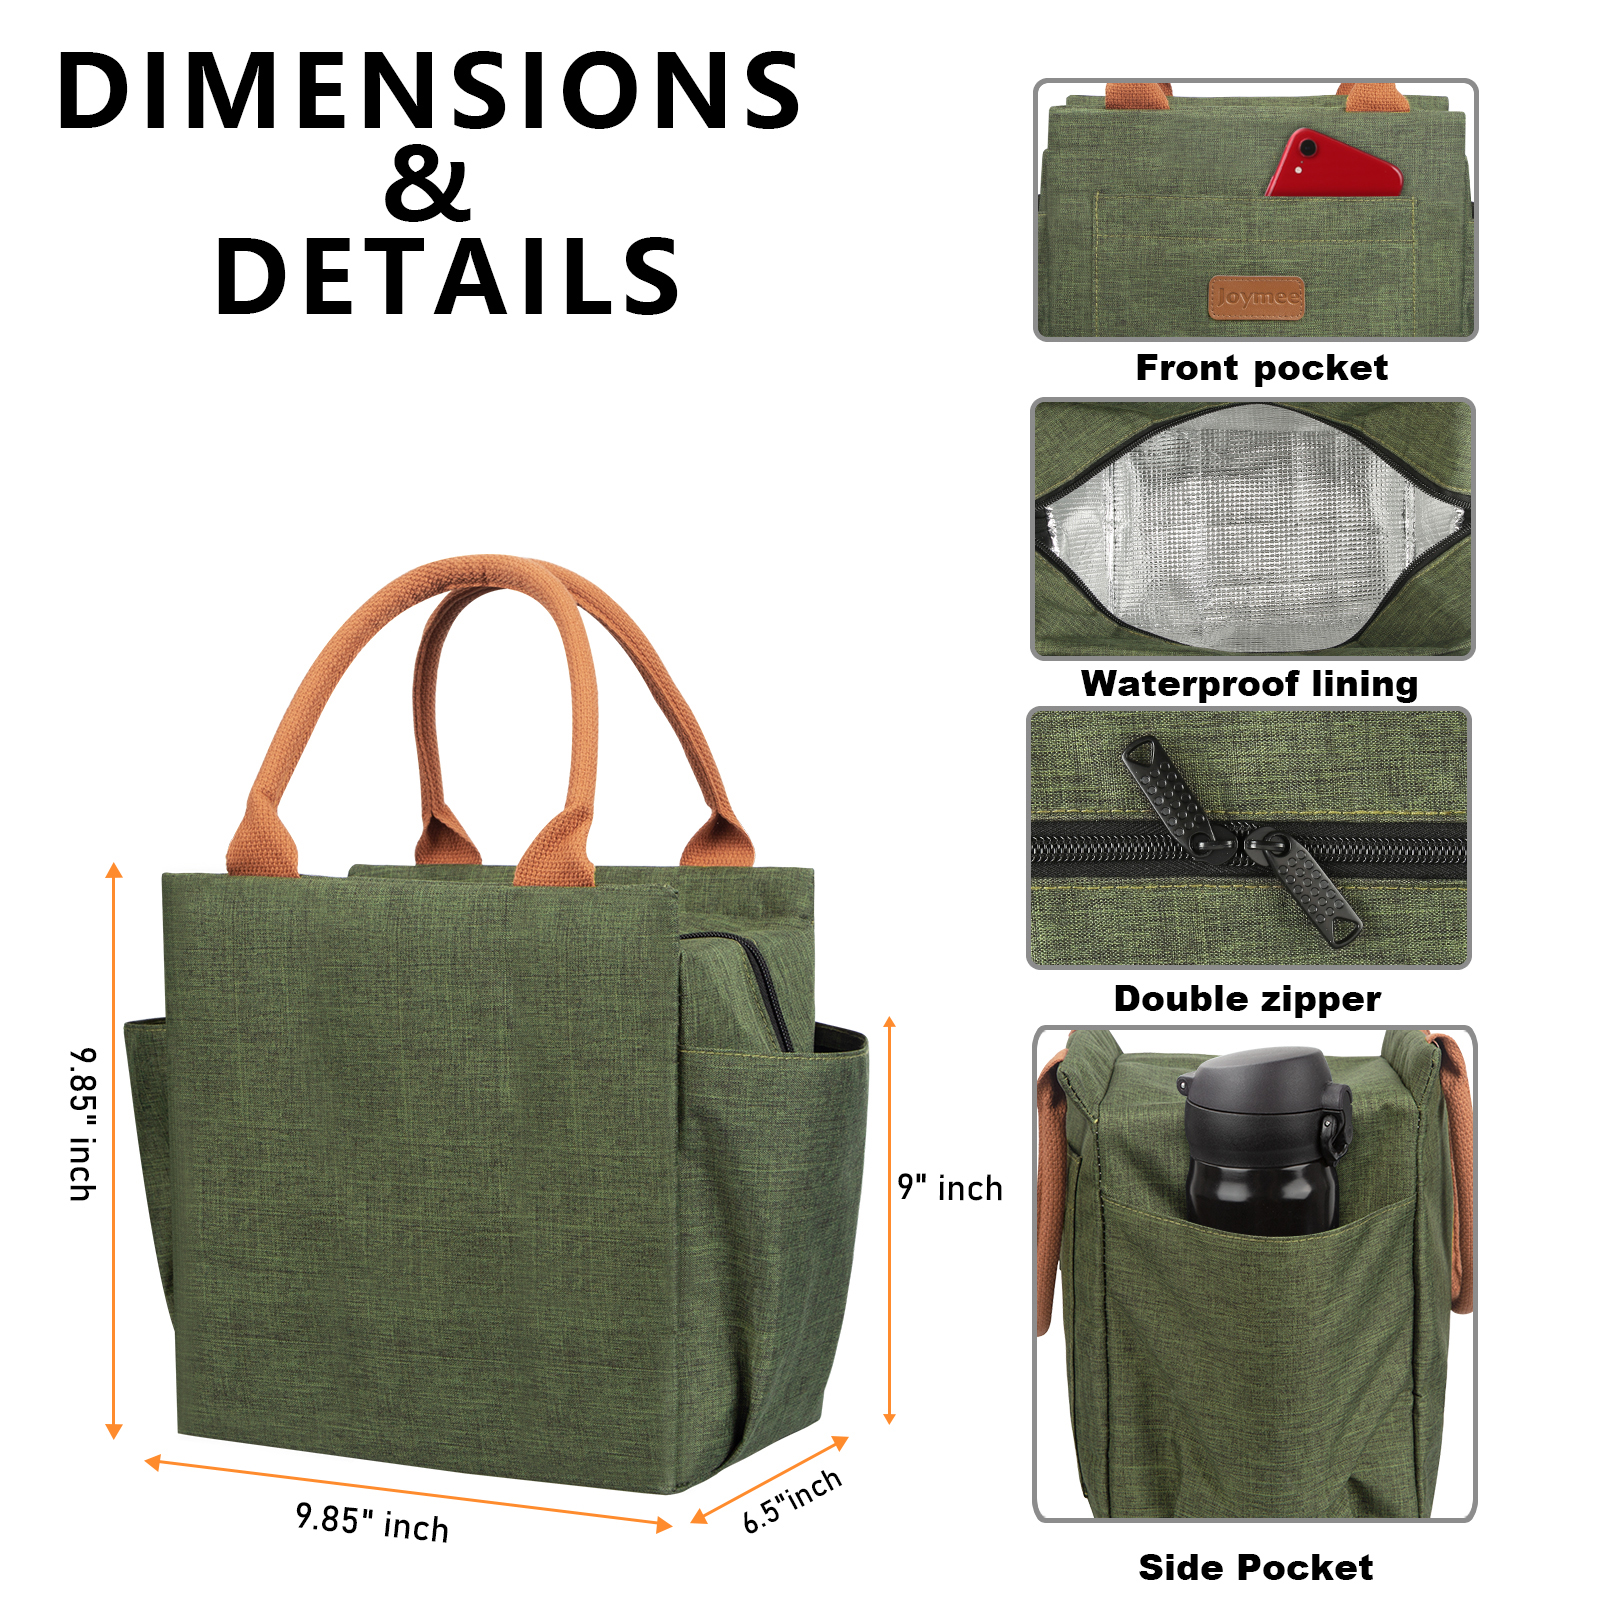 DIMENSIONS
&
DETAILS
Joymee
Front pocket
Waterproof lining
Double zipper
Side Pocket
9.85" inch
9" inch
9.85" inch
6.5"inch